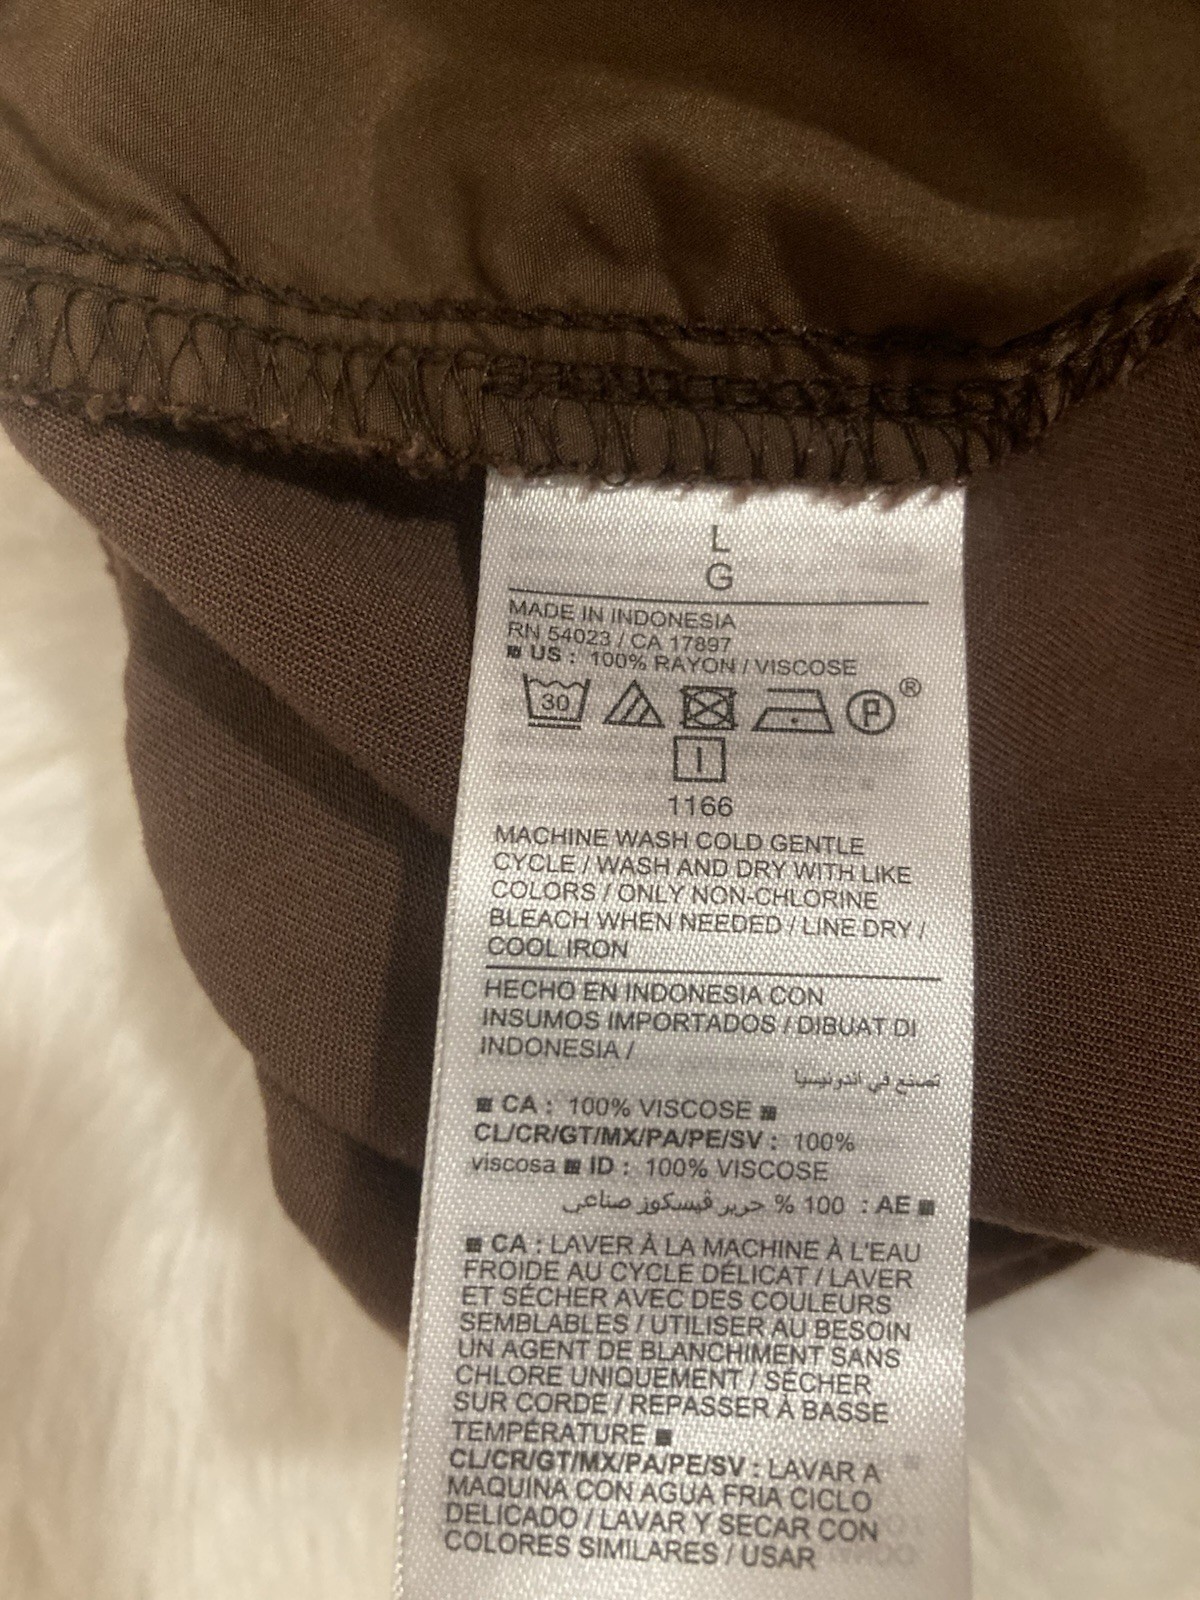 L
G
MADE IN INDONESIA
RN 54023 / CA 17897
■ US : 100% RAYON / VISCOSE
30 P ®
I
1166
MACHINE WASH COLD GENTLE
CYCLE / WASH AND DRY WITH LIKE
COLORS / ONLY NON-CHLORINE
BLEACH WHEN NEEDED / LINE DRY /
COOL IRON
HECHO EN INDONESIA CON
INSUMOS IMPORTADOS / DIBUAT DI
INDONESIA /
تصنع في اندونيسيا
■ CA : 100% VISCOSE ■
CL/CR/GT/MX/PA/PE/SV : 100%
viscosa ■ ID : 100% VISCOSE
■ AE : 100 % حرير ڤيسكوز صناعي
■ CA : LAVER À LA MACHINE À L'EAU
FROIDE AU CYCLE DÉLICAT / LAVER
ET SÉCHER AVEC DES COULEURS
SEMBLABLES / UTILISER AU BESOIN
UN AGENT DE BLANCHIMENT SANS
CHLORE UNIQUEMENT / SÉCHER
SUR CORDE / REPASSER À BASSE
TEMPÉRATURE ■
CL/CR/GT/MX/PA/PE/SV : LAVAR A
MAQUINA CON AGUA FRIA CICLO
DELICADO / LAVAR Y SECAR CON
COLORES SIMILARES / USAR